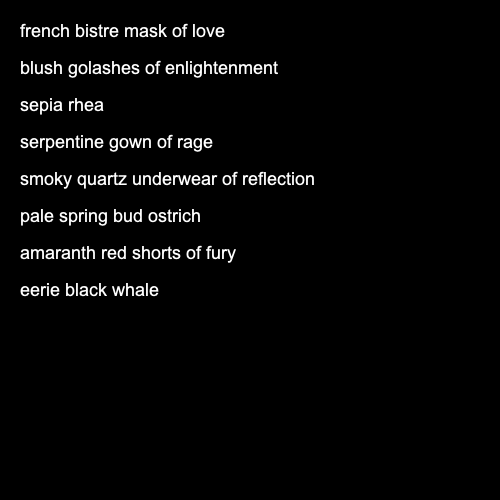 french bistre mask of love
blush golashes of enlightenment
sepia rhea
serpentine gown of rage
smoky quartz underwear of reflection
pale spring bud ostrich
amaranth red shorts of fury
eerie black whale